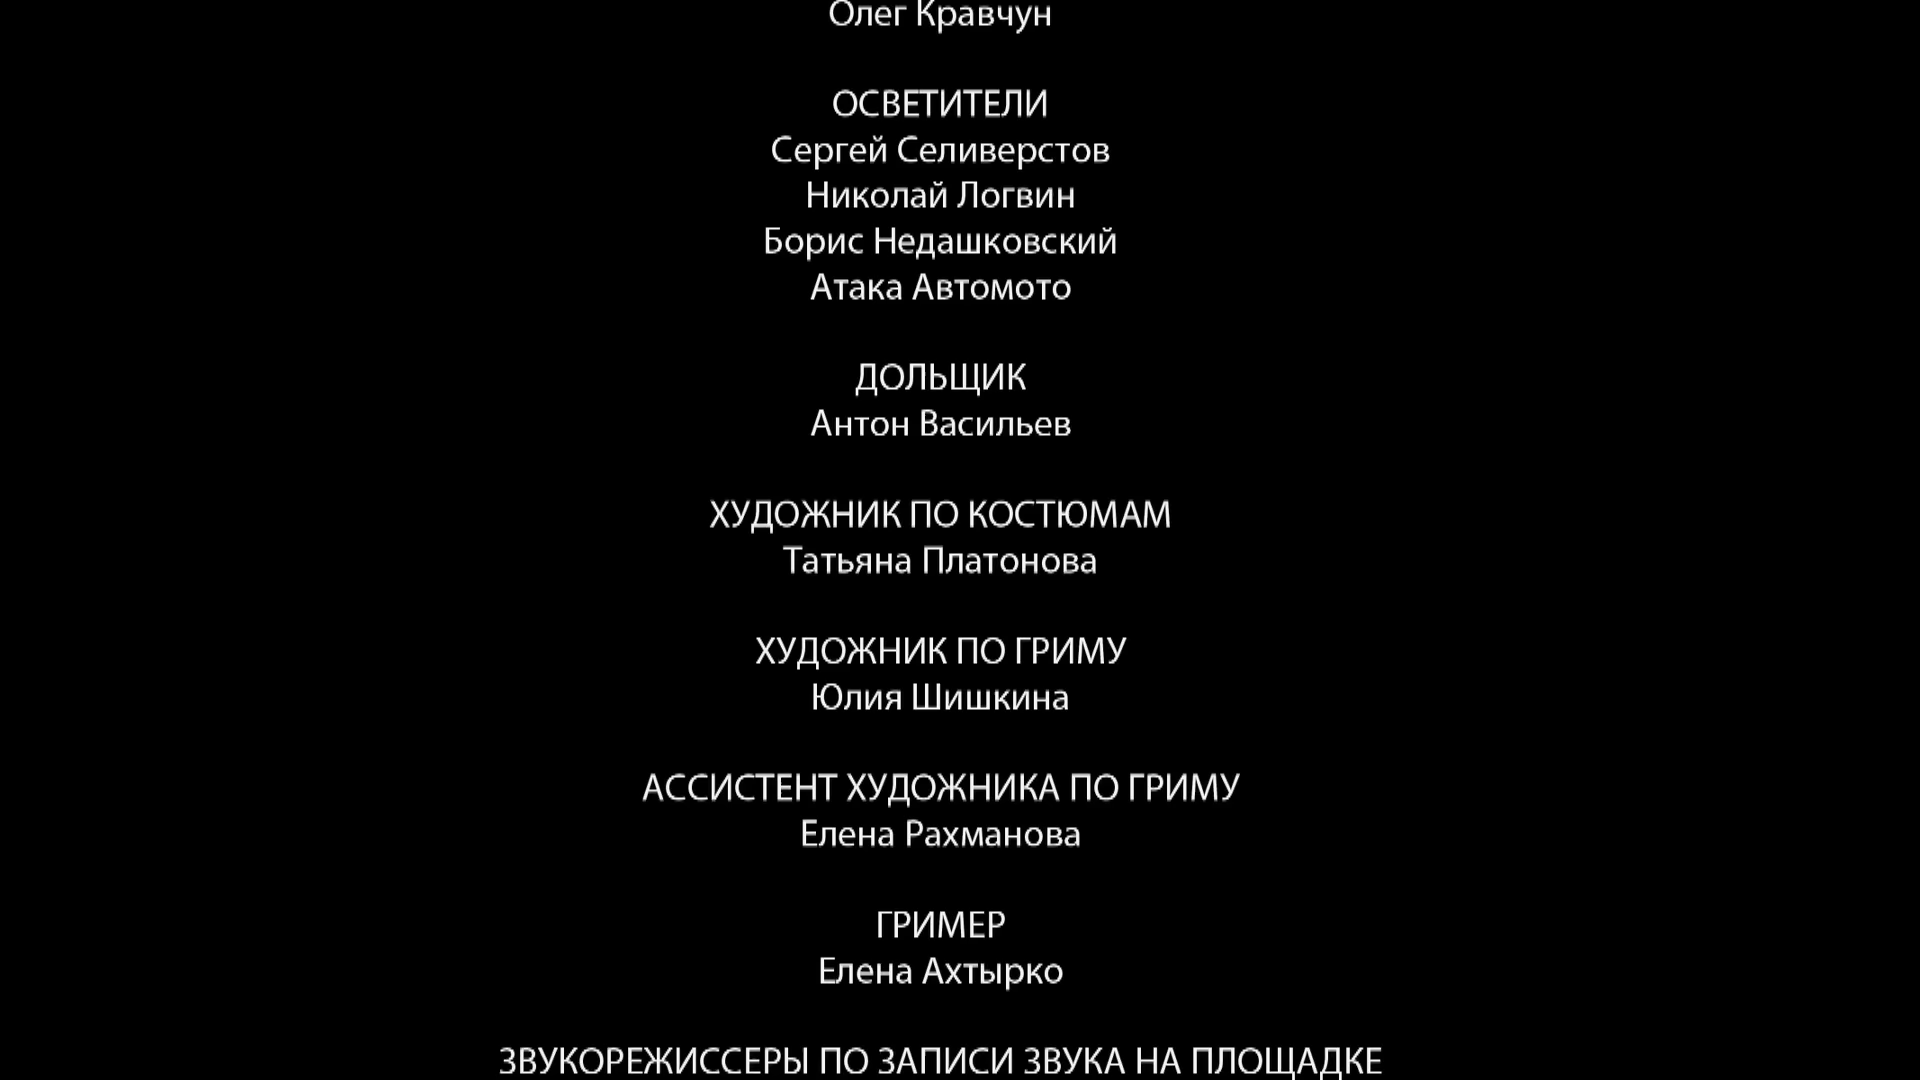 Олег Кравчун
ОСВЕТИТЕЛИ
Сергей Селиверстов
Николай Логвин
Борис Недашковский
Атака Автомото
ДОЛЬЩИК
Антон Васильев
ХУДОЖНИК ПО КОСТЮМАМ
Татьяна Платонова
ХУДОЖНИК ПО ГРИМУ
Юлия Шишкина
АССИСТЕНТ ХУДОЖНИКА ПО ГРИМУ
Елена Рахманова
ГРИМЕР
Елена Ахтырко
ЗВУКОРЕЖИССЕРЫ ПО ЗАПИСИ ЗВУКА НА ПЛОЩАДКЕ